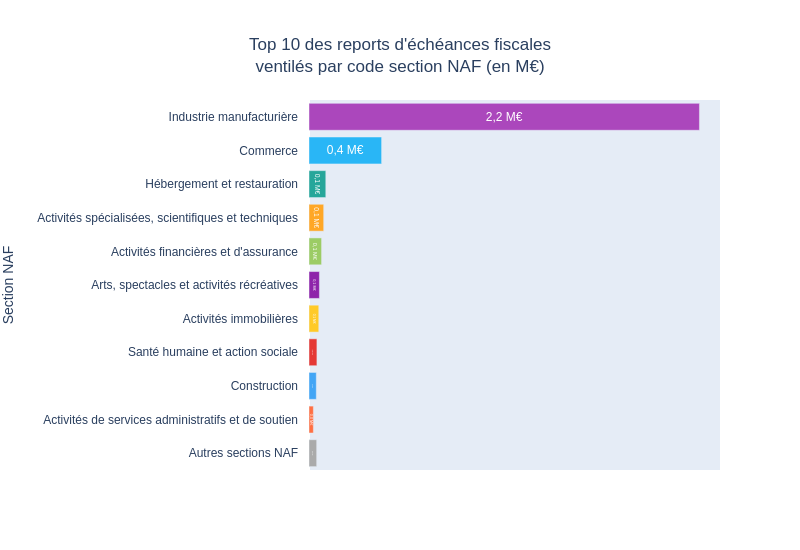 Top 10 des reports d'échéances fiscales
ventilés par code section NAF (en M€)
Section NAF
Industrie manufacturière
2,2 M€
Commerce
0,4 M€
Hébergement et restauration
0,1 M€
Activités spécialisées, scientifiques et techniques
0,1 M€
Activités financières et d'assurance
0,1 M€
Arts, spectacles et activités récréatives
Activités immobilières
Santé humaine et action sociale
Construction
Activités de services administratifs et de soutien
Autres sections NAF